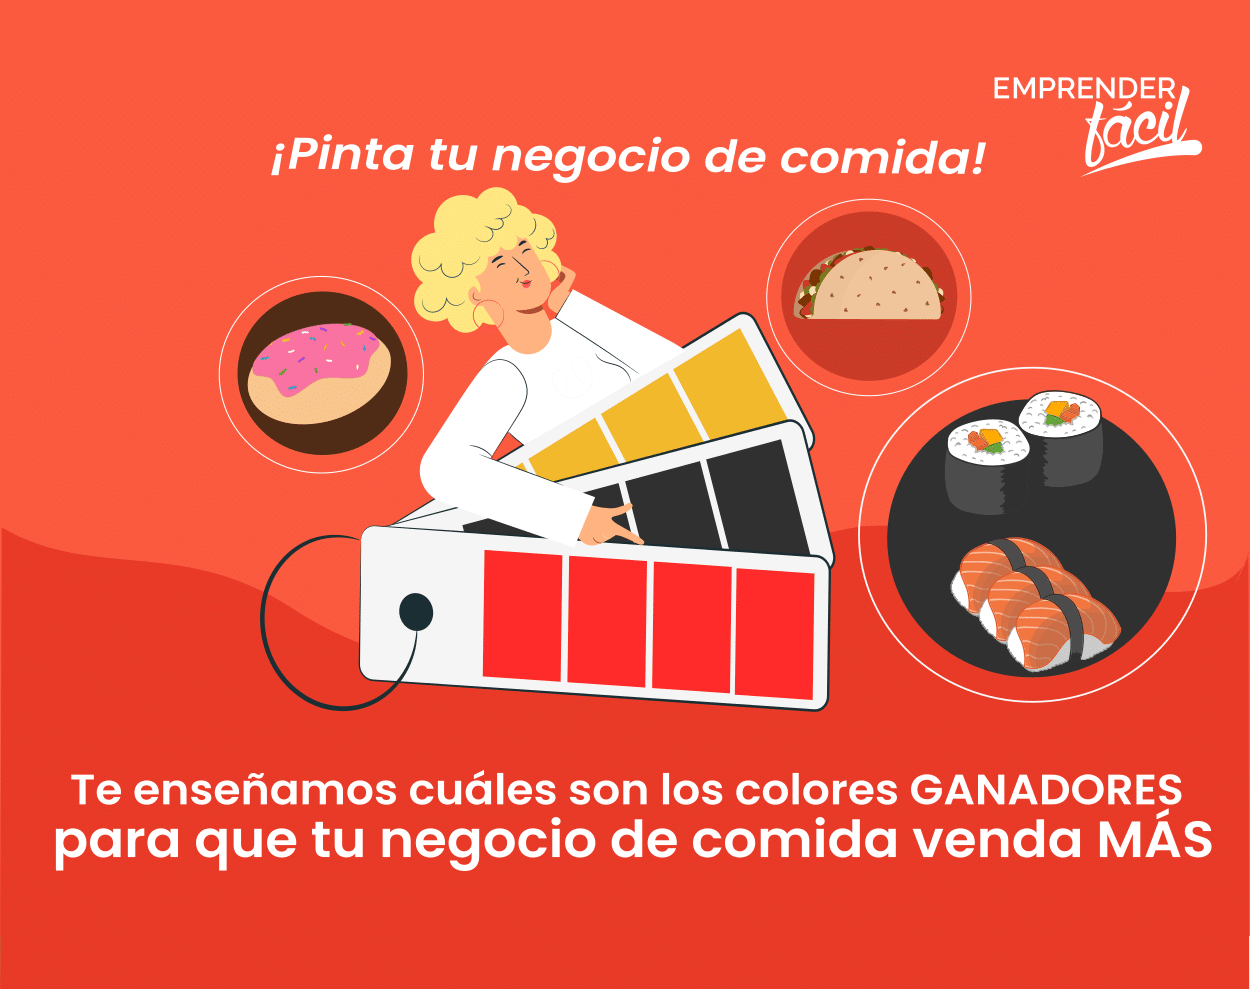 EMPRENDER
fácil
¡Pinta tu negocio de comida!
Te enseñamos cuáles son los colores GANADORES
para que tu negocio de comida venda MÁS